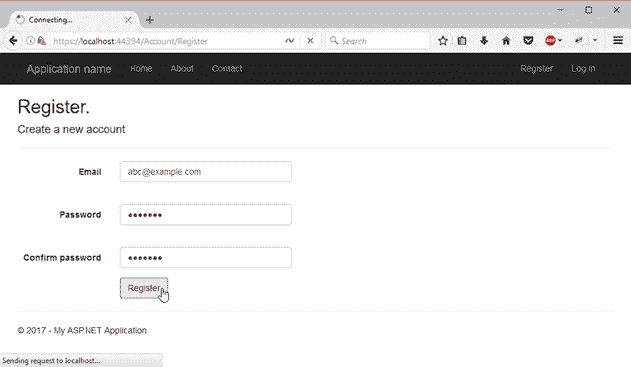 Connecting...
https://localhost:44394/Account/Register
Search
ABP
Application name Home About Contact Register Log in
Register.
Create a new account
Email abc@example.com
Password •••••••
Confirm password •••••••
Register
© 2017 - My ASP.NET Application
Sending request to localhost...